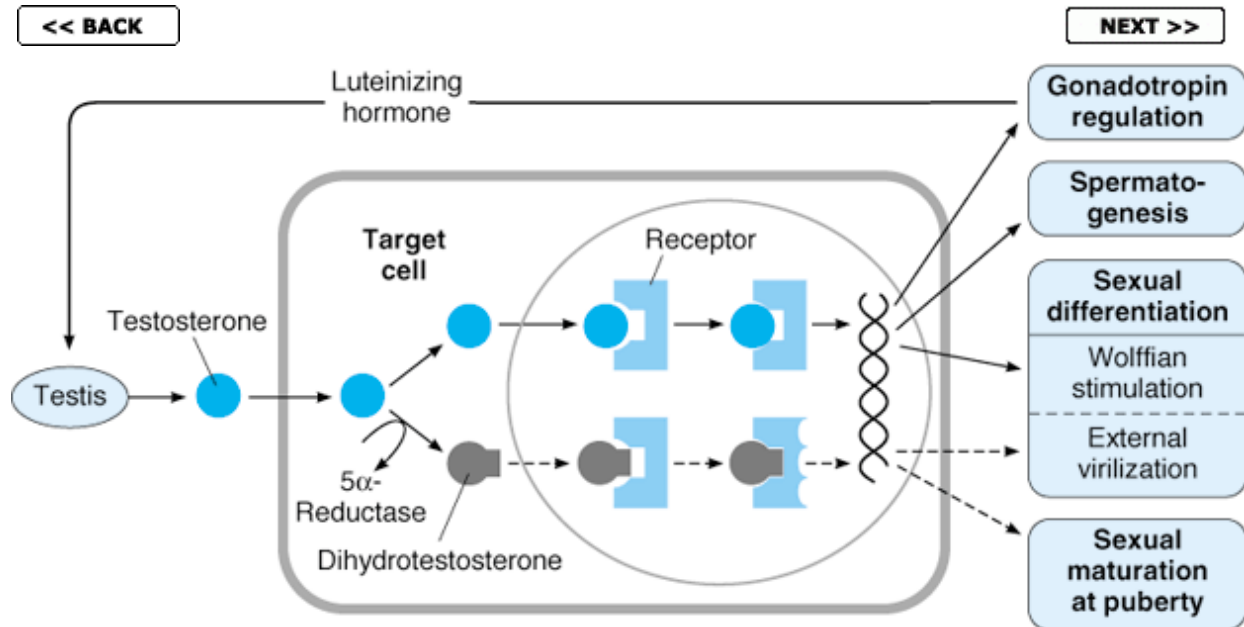 << BACK
NEXT >>
Luteinizing
hormone
Gonadotropin
regulation
Spermato-
genesis
Target
cell
Receptor
Sexual
differentiation
Testosterone
Wolffian
stimulation
Testis
External
virilization
5α-
Reductase
Dihydrotestosterone
Sexual
maturation
at puberty